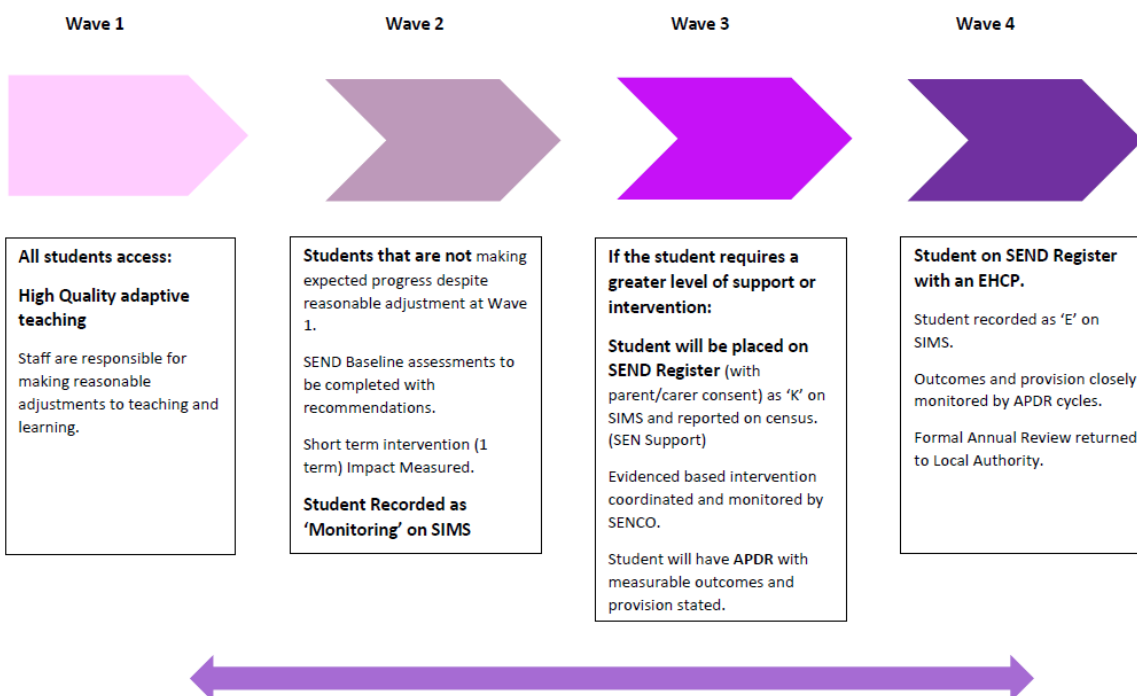 Wave 1
Wave 2
Wave 3
Wave 4
All students access:
High Quality adaptive
teaching
Staff are responsible for
making reasonable
adjustments to teaching and
learning.
Students that are not making
expected progress despite
reasonable adjustment at Wave
1.
SEND Baseline assessments to
be completed with
recommendations.
Short term intervention (1
term) Impact Measured.
Student Recorded as
‘Monitoring’ on SIMS
If the student requires a
greater level of support or
intervention:
Student will be placed on
SEND Register (with
parent/carer consent) as ‘K’ on
SIMS and reported on census.
(SEN Support)
Evidenced based intervention
coordinated and monitored by
SENCO.
Student will have APDR with
measurable outcomes and
provision stated.
Student on SEND Register
with an EHCP.
Student recorded as ‘E’ on
SIMS.
Outcomes and provision closely
monitored by APDR cycles.
Formal Annual Review returned
to Local Authority.